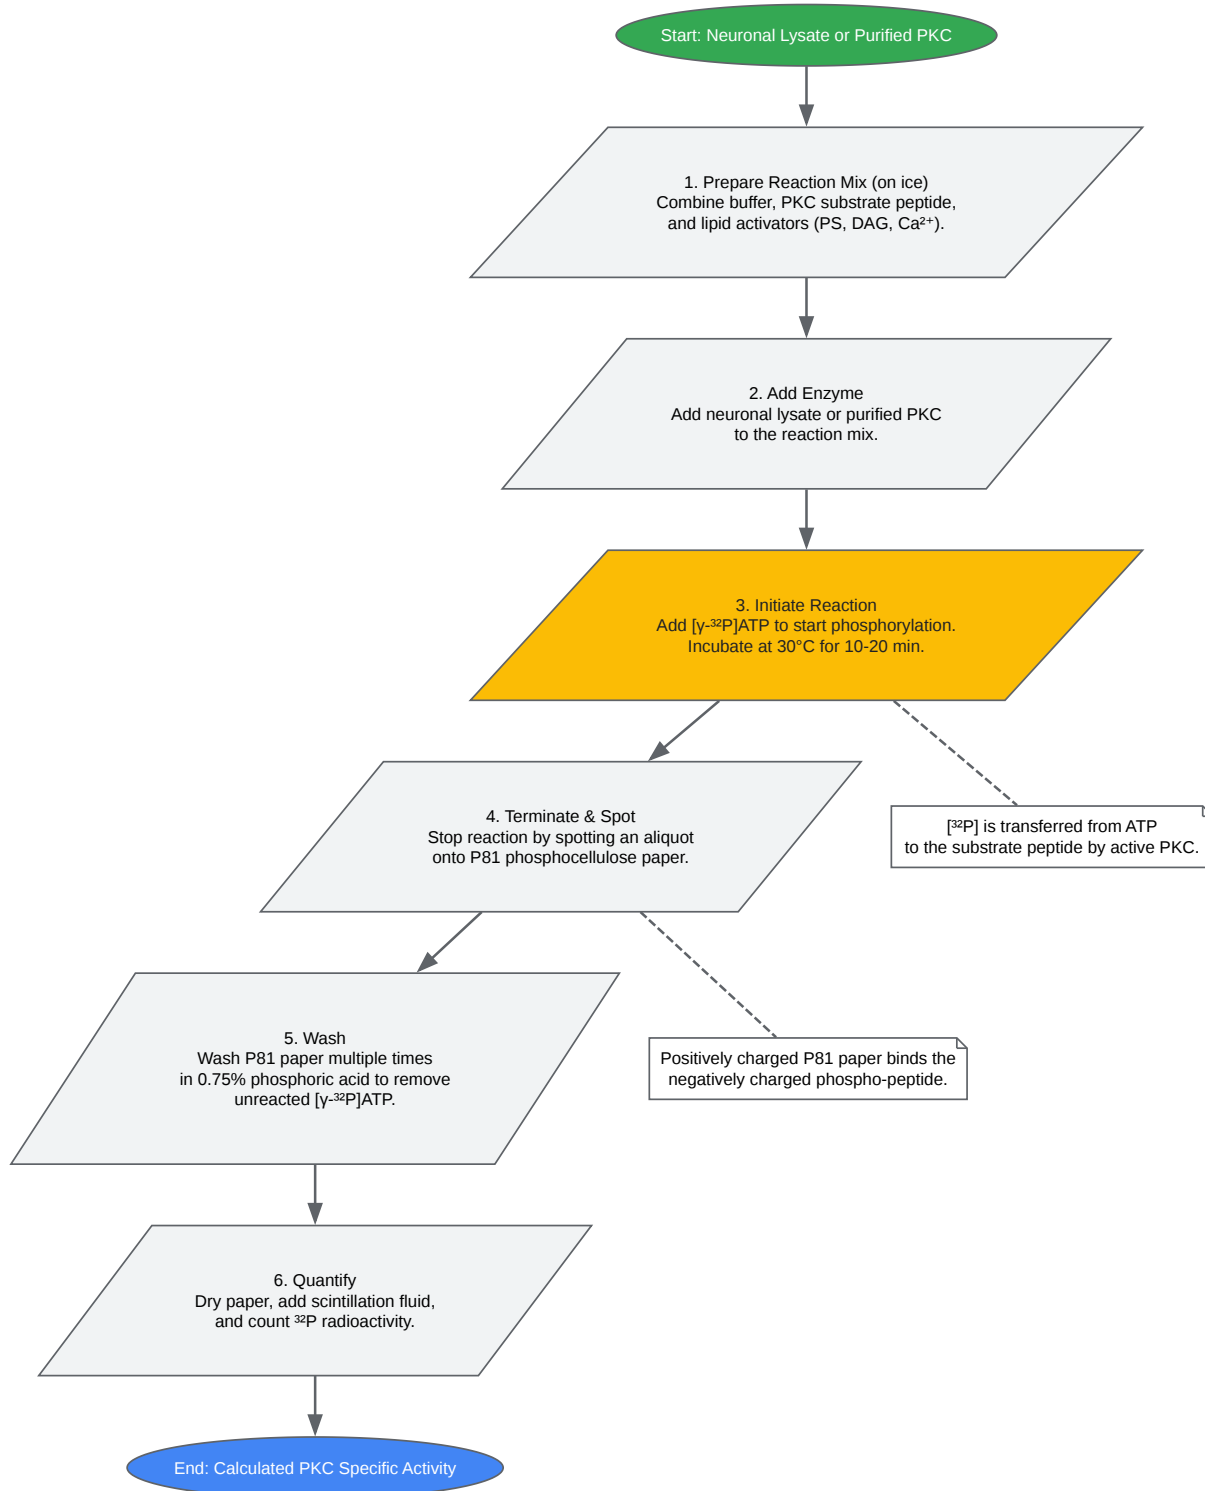 Start: Neuronal Lysate or Purified PKC
1. Prepare Reaction Mix (on ice)
Combine buffer, PKC substrate peptide,
and lipid activators (PS, DAG, Ca²⁺).
2. Add Enzyme
Add neuronal lysate or purified PKC
to the reaction mix.
3. Initiate Reaction
Add [γ-³²P]ATP to start phosphorylation.
Incubate at 30°C for 10-20 min.
4. Terminate & Spot
Stop reaction by spotting an aliquot
onto P81 phosphocellulose paper.
[³²P] is transferred from ATP
to the substrate peptide by active PKC.
5. Wash
Wash P81 paper multiple times
in 0.75% phosphoric acid to remove
unreacted [γ-³²P]ATP.
Positively charged P81 paper binds the
negatively charged phospho-peptide.
6. Quantify
Dry paper, add scintillation fluid,
and count ³²P radioactivity.
End: Calculated PKC Specific Activity